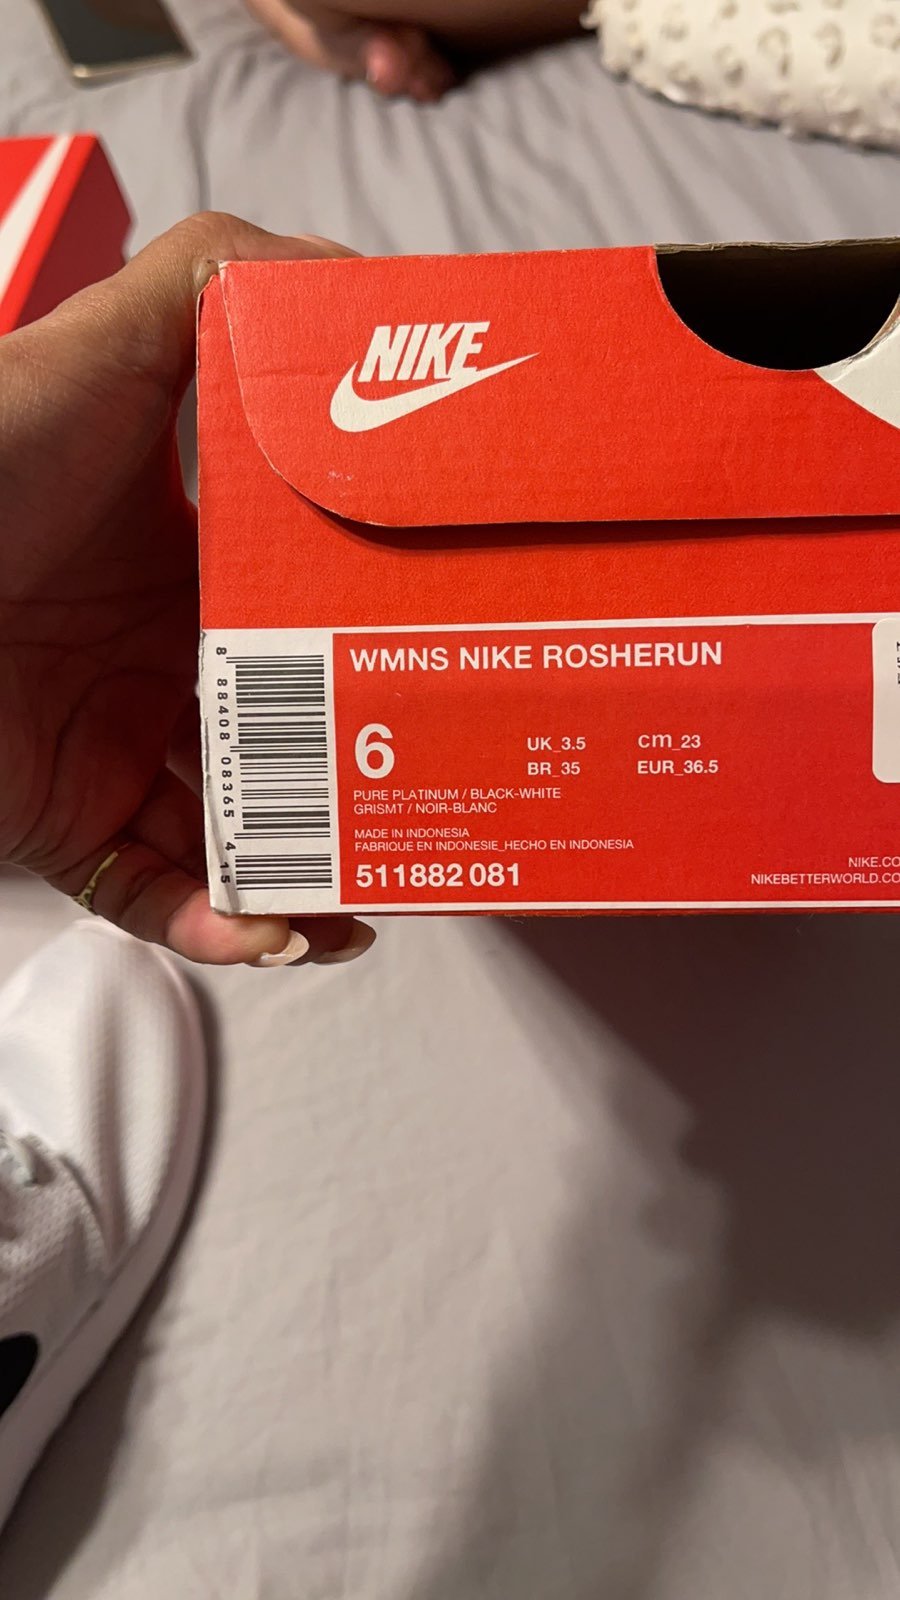 NIKE
WMNS NIKE ROSHERUN
6
UK_3.5 cm_23
BR_35 EUR_36.5
PURE PLATINUM / BLACK-WHITE
GRISMT / NOIR-BLANC
MADE IN INDONESIA
FABRIQUE EN INDONESIE_HECHO EN INDONESIA
511882 081
NIKE.CO
NIKEBETTERWORLD.CO
8 88408 08365 4 15